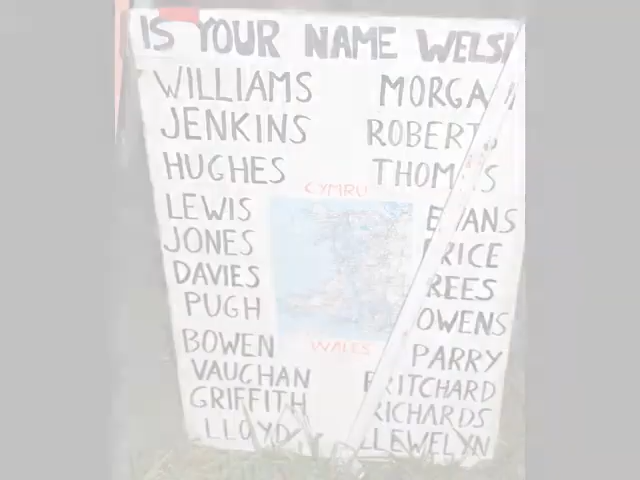 IS YOUR NAME WELSH
WILLIAMS
JENKINS
HUGHES
LEWIS
JONES
DAVIES
PUGH
BOWEN
VAUGHAN
GRIFFITH
LLOYD
CYMRU
WALES
MORGAN
ROBERTS
THOMAS
EVANS
PRICE
REES
OWENS
PARRY
PRITCHARD
RICHARDS
LLEWELYN